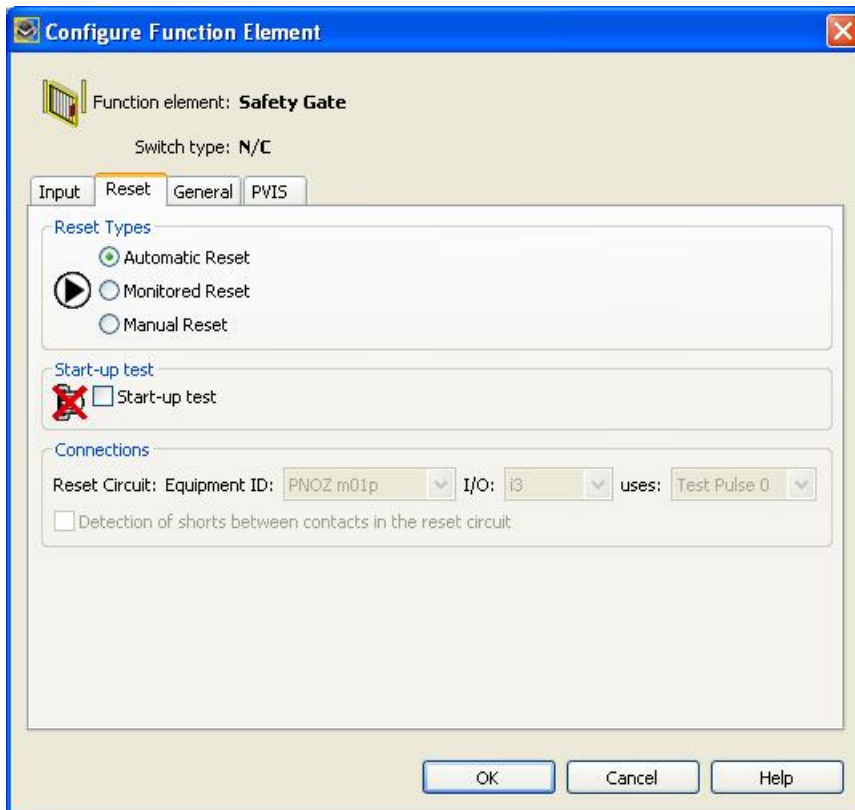 Configure Function Element
Function element: Safety Gate
Switch type: N/C
Input Reset General PVIS
Reset Types
Automatic Reset
Monitored Reset
Manual Reset
Start-up test
Start-up test
Connections
Reset Circuit: Equipment ID: PNOZ m01p I/O: i3 uses: Test Pulse 0
Detection of shorts between contacts in the reset circuit
OK Cancel Help